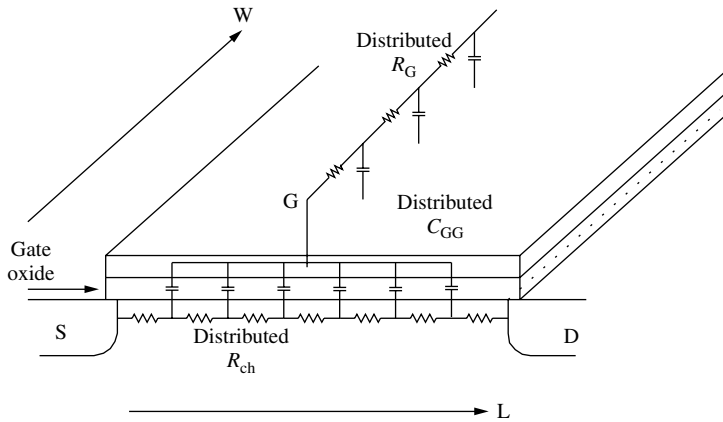 W
Distributed
R_G
G
Distributed
C_GG
Gate
oxide
S
Distributed
R_ch
D
L